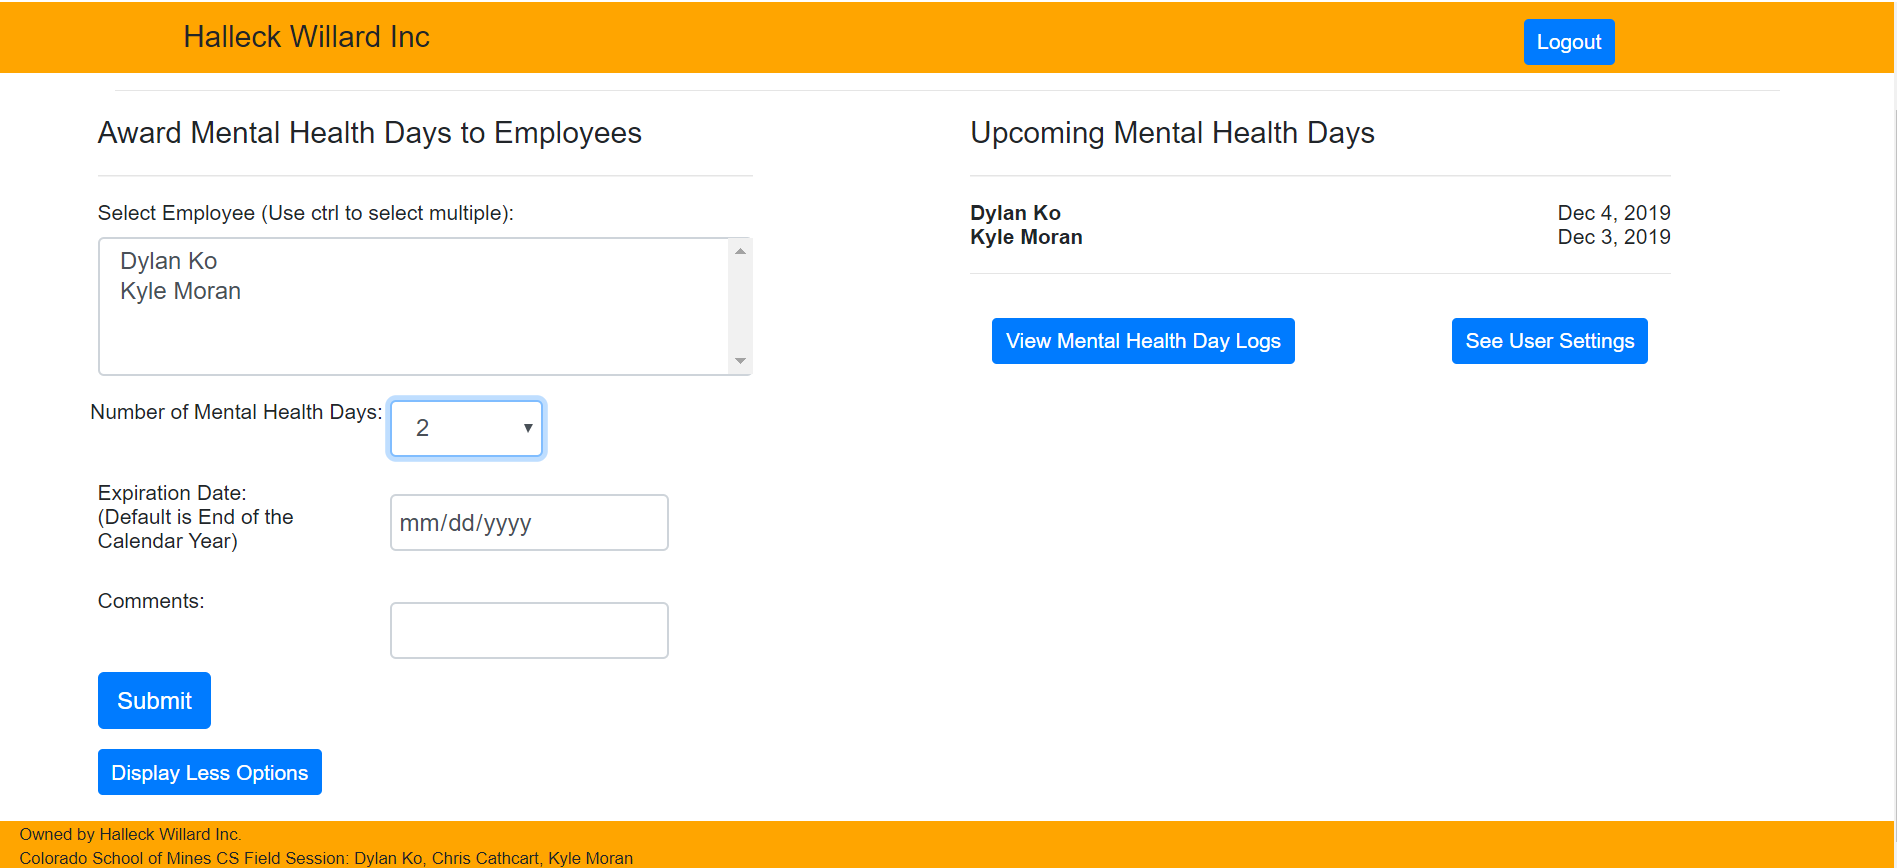 Halleck Willard Inc
Logout
Award Mental Health Days to Employees
Select Employee (Use ctrl to select multiple):
Dylan Ko
Kyle Moran
Number of Mental Health Days:
2
Expiration Date:
(Default is End of the
Calendar Year)
mm/dd/yyyy
Comments:
Submit
Display Less Options
Upcoming Mental Health Days
Dylan Ko Dec 4, 2019
Kyle Moran Dec 3, 2019
View Mental Health Day Logs
See User Settings
Owned by Halleck Willard Inc.
Colorado School of Mines CS Field Session: Dylan Ko, Chris Cathcart, Kyle Moran